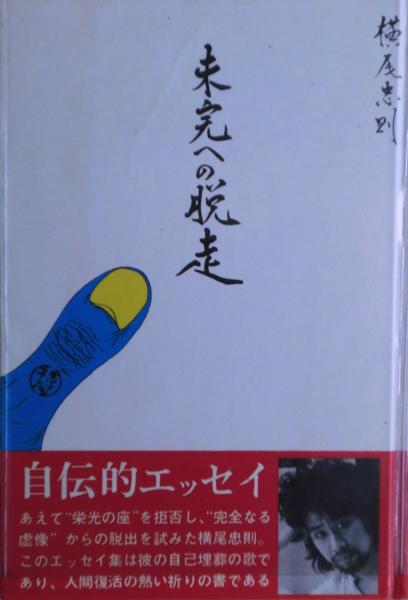 横尾忠則
未完への脱走
自伝的エッセイ
あえて“栄光の座”を拒否し、“完全なる
虚像”からの脱出を試みた横尾忠則。
このエッセイ集は彼の自己埋葬の歌で
あり、人間復活の熱い祈りの書である